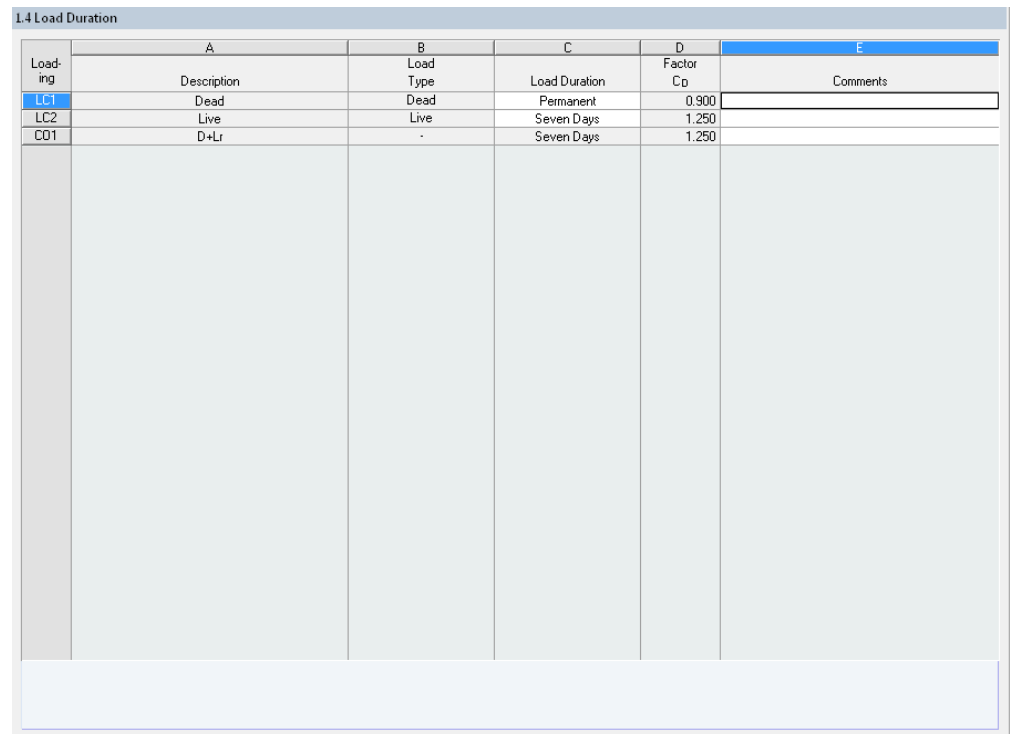 1.4 Load Duration
A B C D E
Load-
ing
Description
Load
Type
Load Duration
Factor
CD
Comments
LC1 Dead Dead Permanent 0.900
LC2 Live Live Seven Days 1.250
CO1 D+Lr - Seven Days 1.250